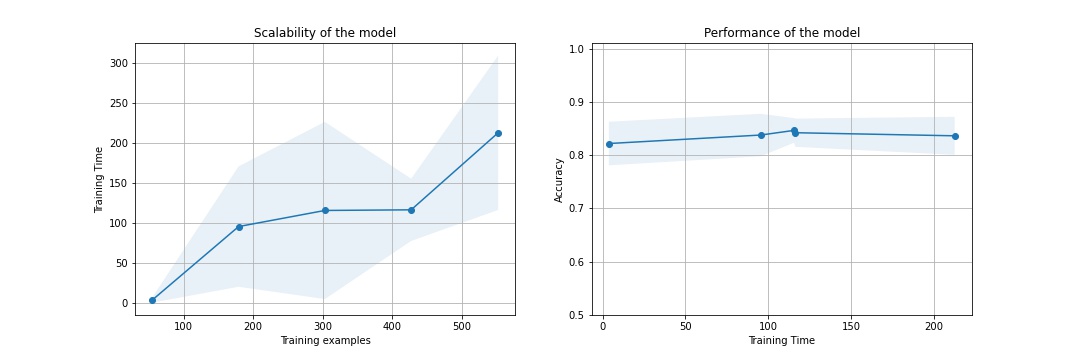 Scalability of the model
300
250
200
150
100
50
0
Training Time
100 200 300 400 500
Training examples
Performance of the model
1.0
0.9
0.8
0.7
0.6
0.5
Accuracy
0 50 100 150 200
Training Time